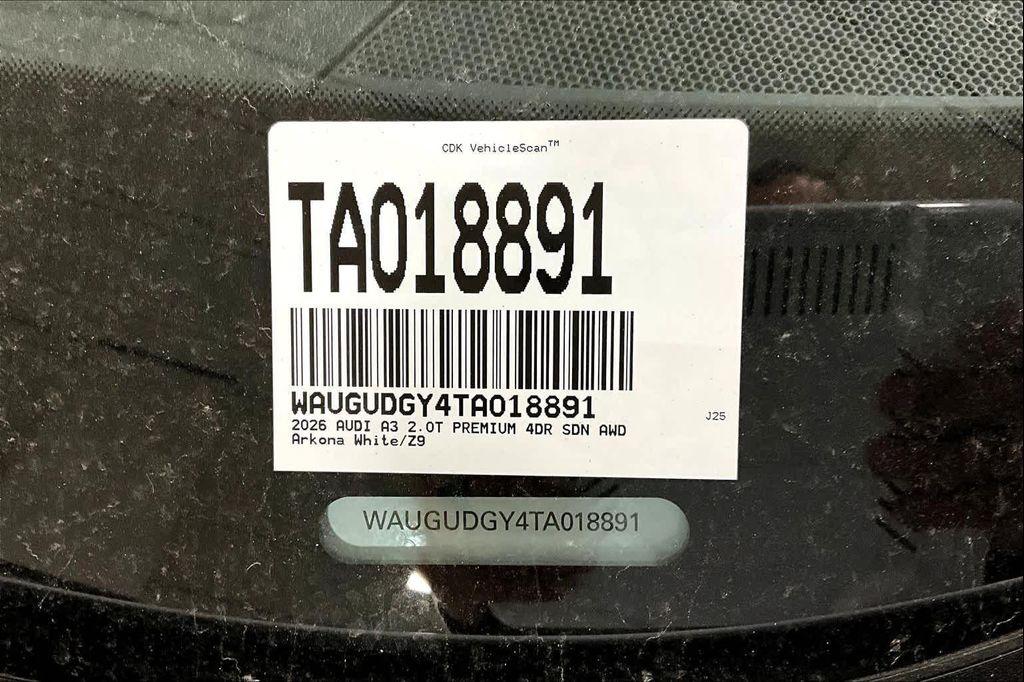 CDK VehicleScan™
TA018891
WAUGUDGY4TA018891
2026 AUDI A3 2.0T PREMIUM 4DR SDN AWD
Arkona White/Z9
J25
WAUGUDGY4TA018891